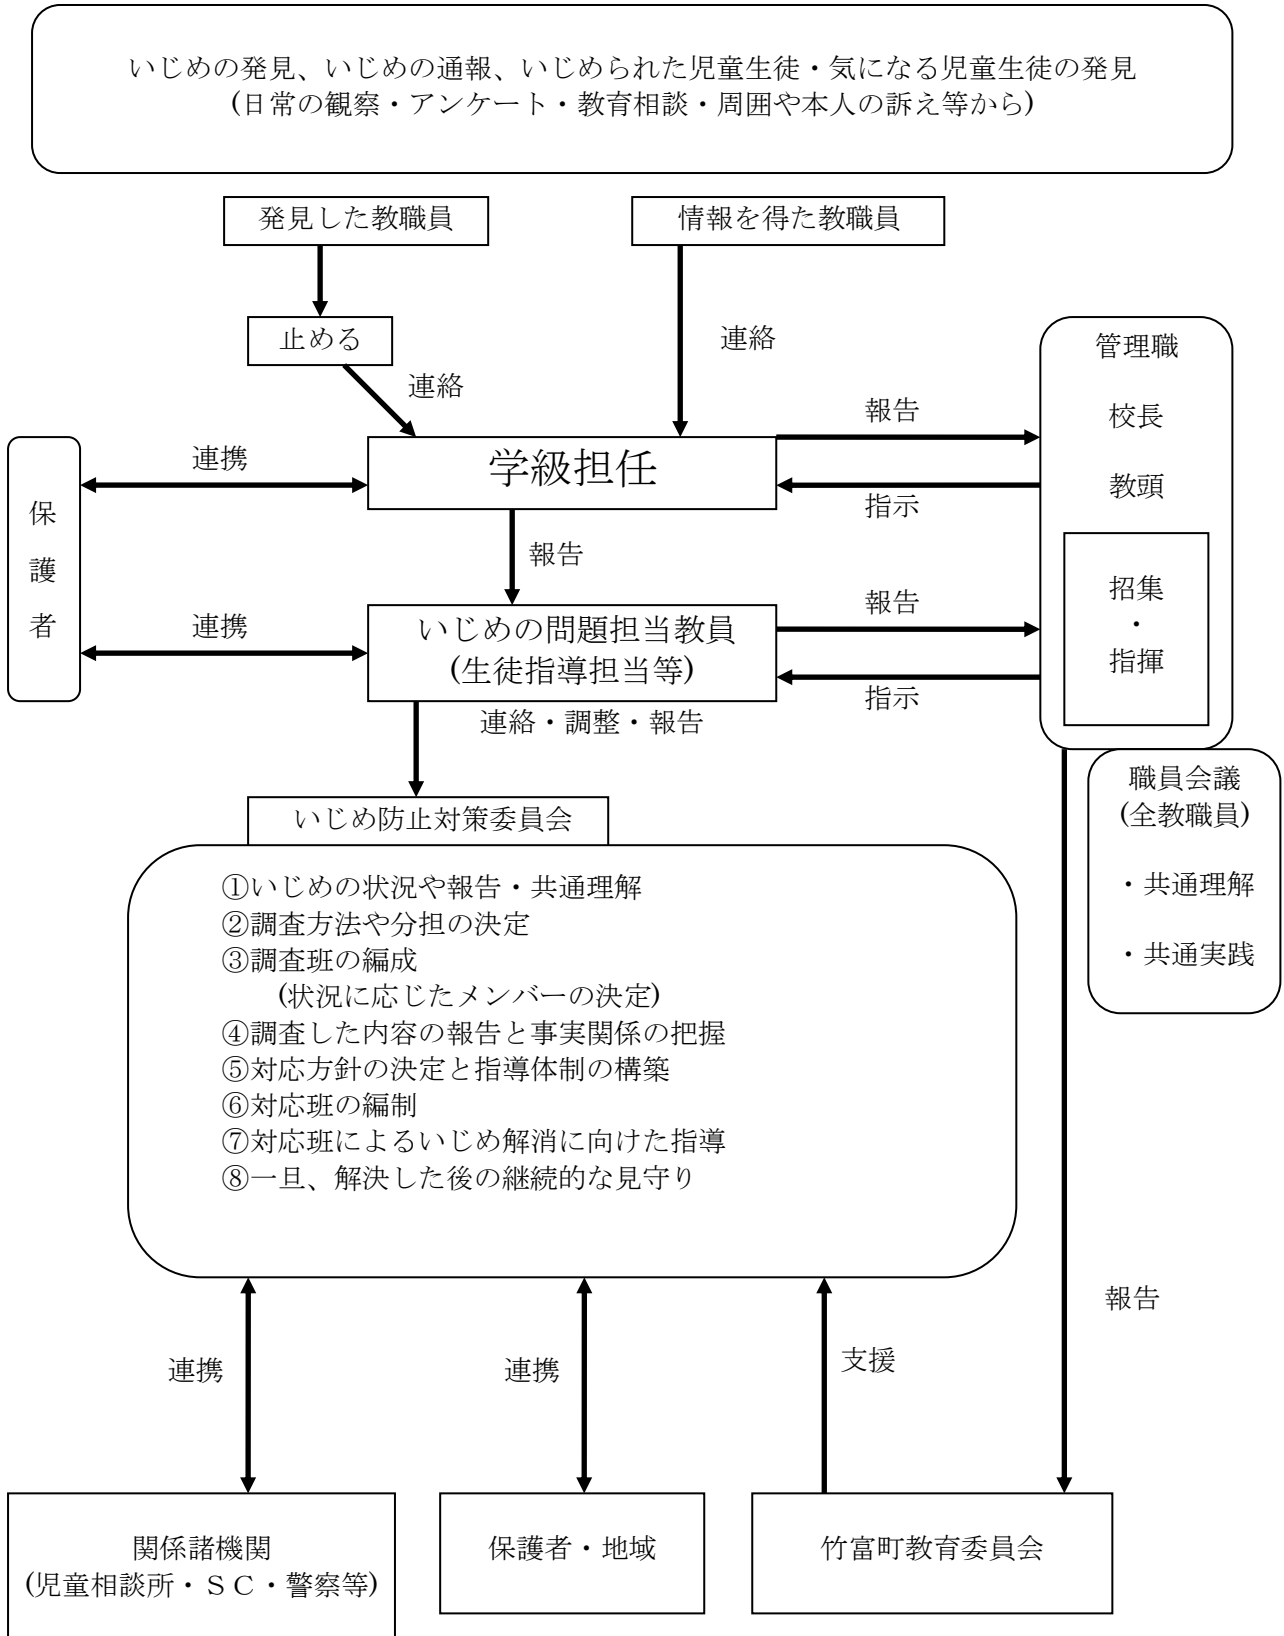 いじめの発見、いじめの通報、いじめられた児童生徒・気になる児童生徒の発見
(日常の観察・アンケート・教育相談・周囲や本人の訴え等から)
発見した教職員
情報を得た教職員
止める
連絡
連絡
管理職
校長
教頭
招集
・
指揮
報告
指示
学級担任
連携
保護者
報告
連携
いじめの問題担当教員
(生徒指導担当等)
報告
指示
連絡・調整・報告
職員会議
(全教職員)
・共通理解
・共通実践
いじめ防止対策委員会
①いじめの状況や報告・共通理解
②調査方法や分担の決定
③調査班の編成
(状況に応じたメンバーの決定)
④調査した内容の報告と事実関係の把握
⑤対応方針の決定と指導体制の構築
⑥対応班の編制
⑦対応班によるいじめ解消に向けた指導
⑧一旦、解決した後の継続的な見守り
報告
連携
連携
支援
関係諸機関
(児童相談所・ＳＣ・警察等)
保護者・地域
竹富町教育委員会